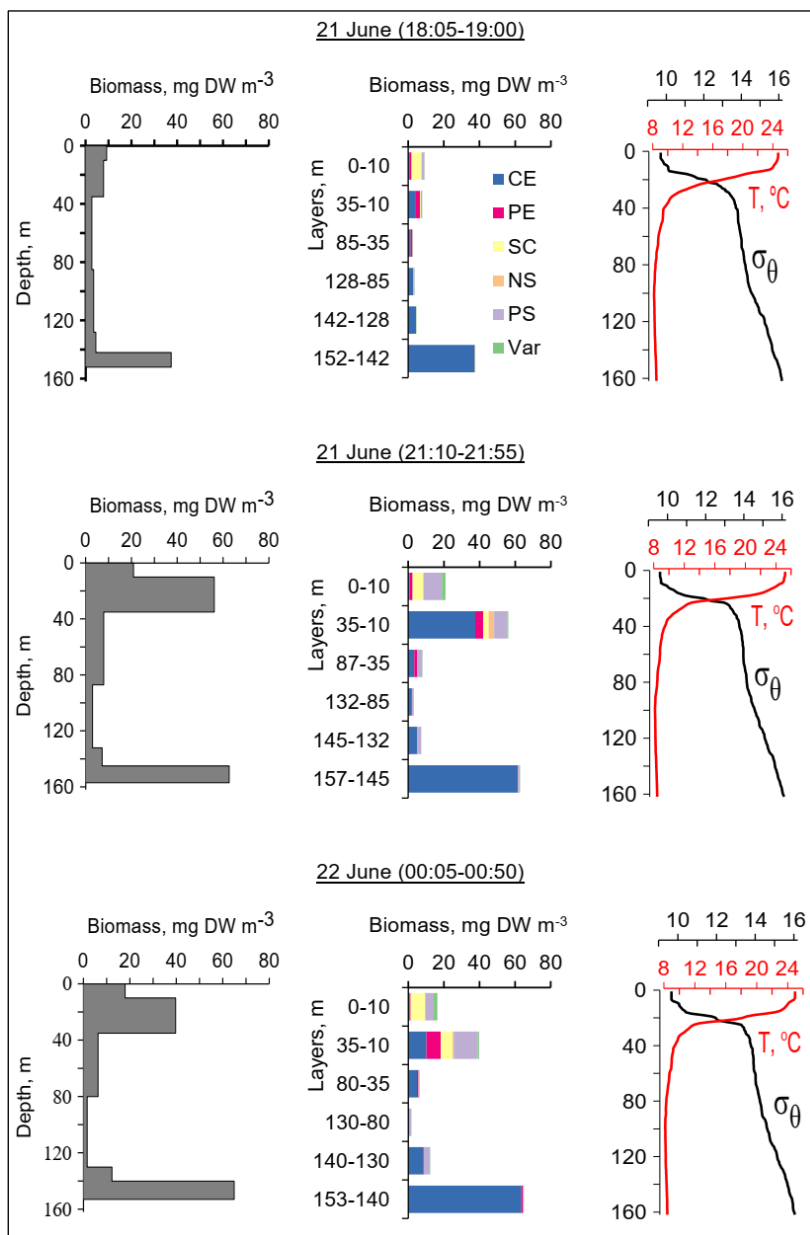 21 June (18:05-19:00)
Biomass, mg DW m-3
0 20 40 60 80
Depth, m
0
40
80
120
160
Biomass, mg DW m-3
0 20 40 60 80
Layers, m
0-10
35-10
85-35
128-85
142-128
152-142
CE
PE
SC
NS
PS
Var
10 12 14 16
8 12 16 20 24
T, ºC
σθ
0
40
80
120
160
21 June (21:10-21:55)
Biomass, mg DW m-3
0 20 40 60 80
Depth, m
0
40
80
120
160
Biomass, mg DW m-3
0 20 40 60 80
Layers, m
0-10
35-10
87-35
132-85
145-132
157-145
10 12 14 16
8 12 16 20 24
T, ºC
σθ
0
40
80
120
160
22 June (00:05-00:50)
Biomass, mg DW m-3
0 20 40 60 80
Depth, m
0
40
80
120
160
Biomass, mg DW m-3
0 20 40 60 80
Layers, m
0-10
35-10
80-35
130-80
140-130
153-140
10 12 14 16
8 12 16 20 24
T, ºC
σθ
0
40
80
120
160